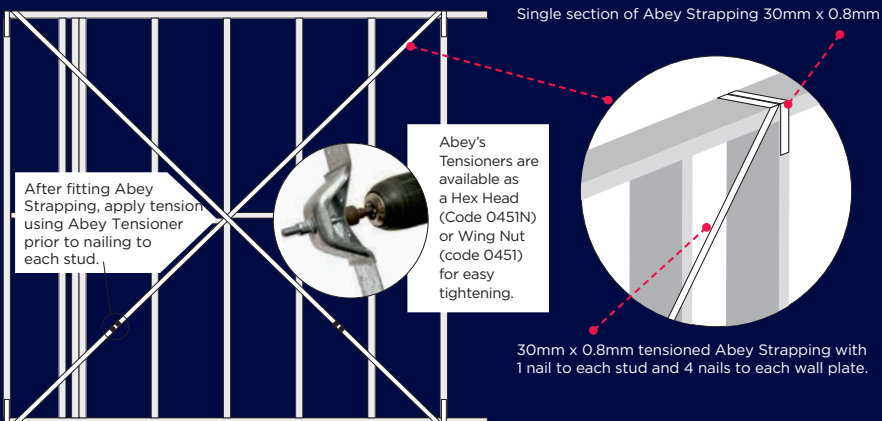 Single section of Abey Strapping 30mm x 0.8mm
After fitting Abey
Strapping, apply tension
using Abey Tensioner
prior to nailing to
each stud.
Abey's
Tensioners are
available as
a Hex Head
(Code 0451N)
or Wing Nut
(code 0451)
for easy
tightening.
30mm x 0.8mm tensioned Abey Strapping with
1 nail to each stud and 4 nails to each wall plate.